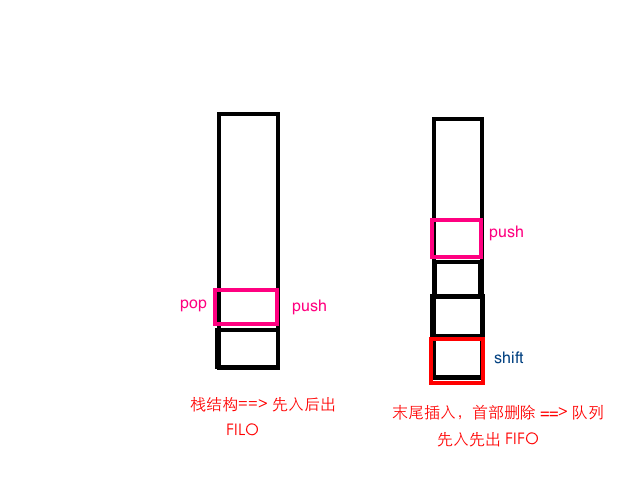 push
pop
push
shift
栈结构==> 先入后出
FILO
末尾插入，首部删除 ==> 队列
先入先出 FIFO